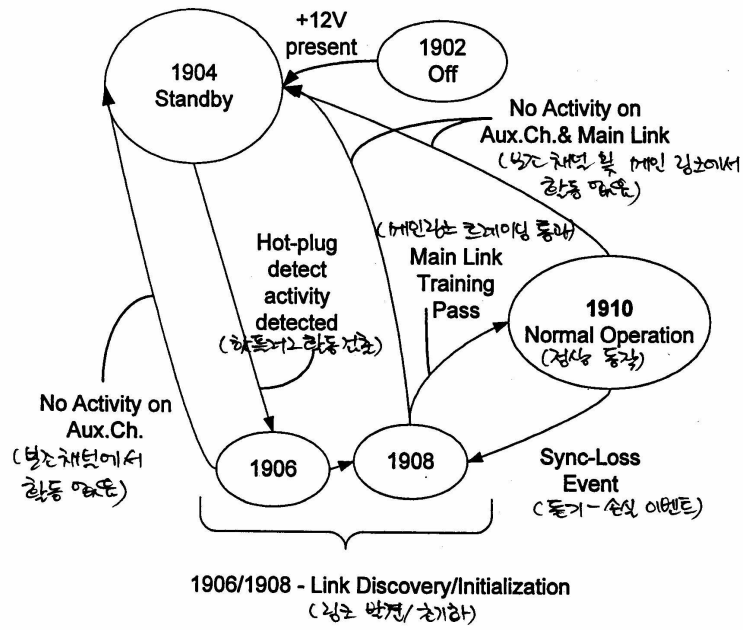 +12V
present
1902
Off
1904
Standby
No Activity on
Aux.Ch.& Main Link
(보조 채널 및 메인 링크에서
활동 없음)
Hot-plug
detect
activity
detected
(핫플러그 활동 검출)
(메인링크 트레이닝 통과)
Main Link
Training
Pass
1910
Normal Operation
(정상 동작)
No Activity on
Aux.Ch.
(보조채널에서
활동 없음)
1906
1908
Sync-Loss
Event
(동기-손실 이벤트)
1906/1908 - Link Discovery/Initialization
(링크 발견/초기화)